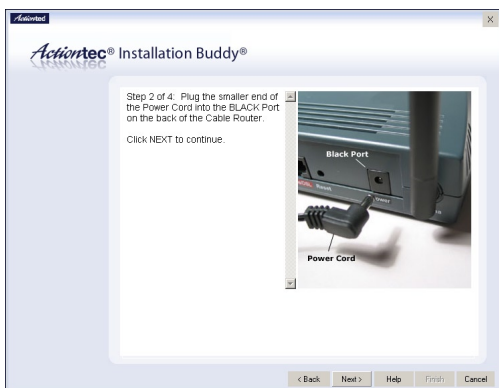 Actiontec
Actiontec® Installation Buddy®
Step 2 of 4: Plug the smaller end of
the Power Cord into the BLACK Port
on the back of the Cable Router.
Click NEXT to continue.
Black Port
Reset
Power
Power Cord
< Back Next > Help Finish Cancel